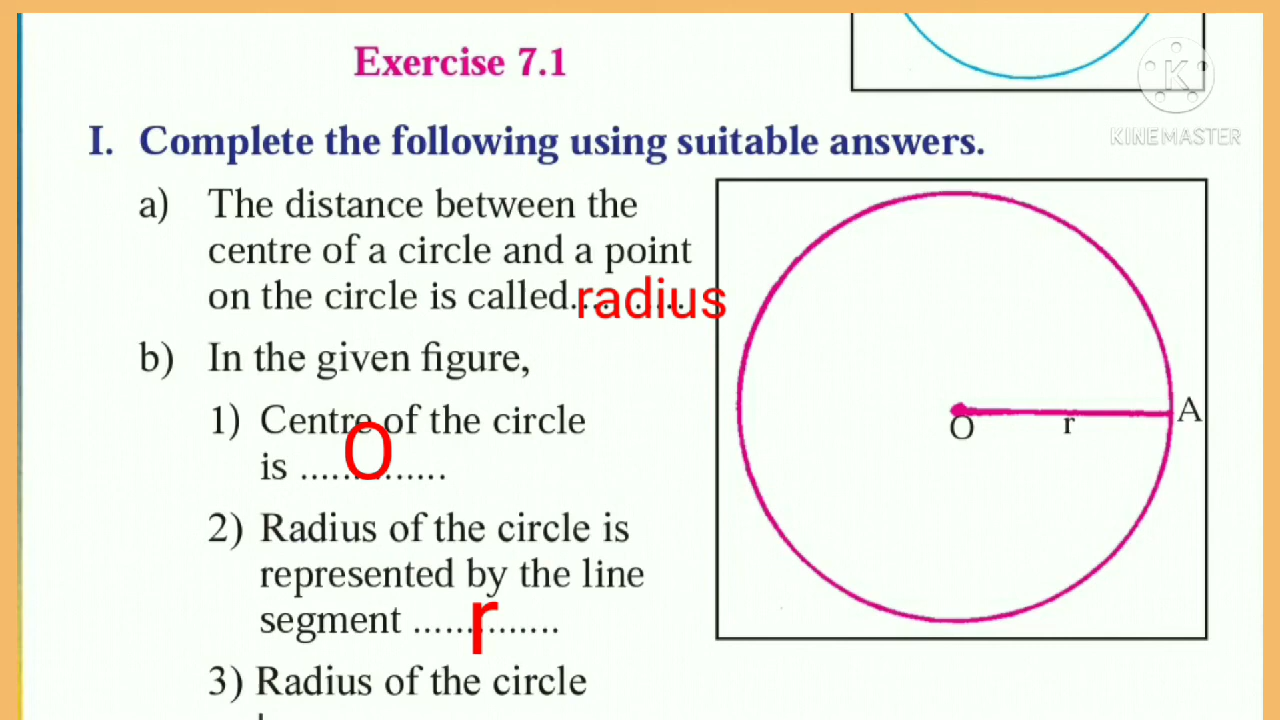 Exercise 7.1
KINEMASTER
I. Complete the following using suitable answers.
a) The distance between the
centre of a circle and a point
on the circle is called...........radius
b) In the given figure,
1) Centre of the circle
is .............. O
2) Radius of the circle is
represented by the line
segment .............. r
3) Radius of the circle
O r A